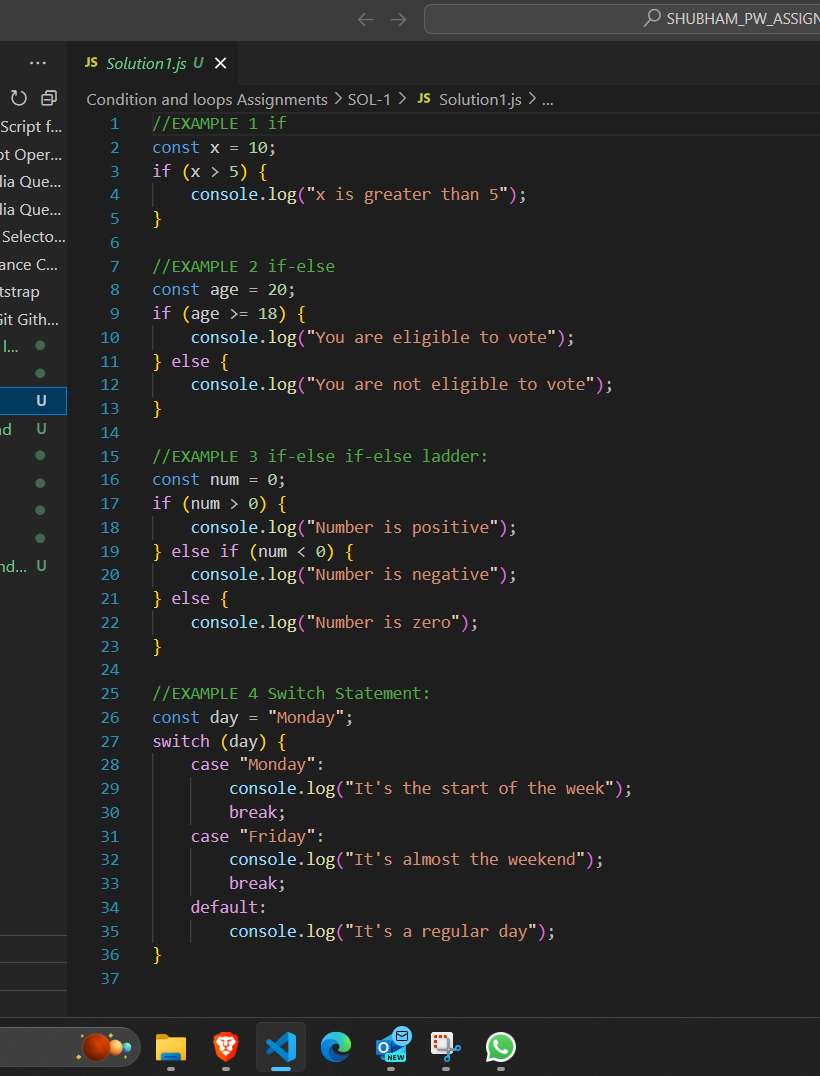 SHUBHAM_PW_ASSIGN
JS Solution1.js U
Condition and loops Assignments > SOL-1 > JS Solution1.js > ...
Script f...
ot Oper...
dia Que...
dia Que...
Selecto...
ance C...
tstrap
Git Gith...
l...
U
nd U
nd... U
1 //EXAMPLE 1 if
2 const x = 10;
3 if (x > 5) {
4 console.log("x is greater than 5");
5 }
6
7 //EXAMPLE 2 if-else
8 const age = 20;
9 if (age >= 18) {
10 console.log("You are eligible to vote");
11 } else {
12 console.log("You are not eligible to vote");
13 }
14
15 //EXAMPLE 3 if-else if-else ladder:
16 const num = 0;
17 if (num > 0) {
18 console.log("Number is positive");
19 } else if (num < 0) {
20 console.log("Number is negative");
21 } else {
22 console.log("Number is zero");
23 }
24
25 //EXAMPLE 4 Switch Statement:
26 const day = "Monday";
27 switch (day) {
28 case "Monday":
29 console.log("It's the start of the week");
30 break;
31 case "Friday":
32 console.log("It's almost the weekend");
33 break;
34 default:
35 console.log("It's a regular day");
36 }
37
NEW